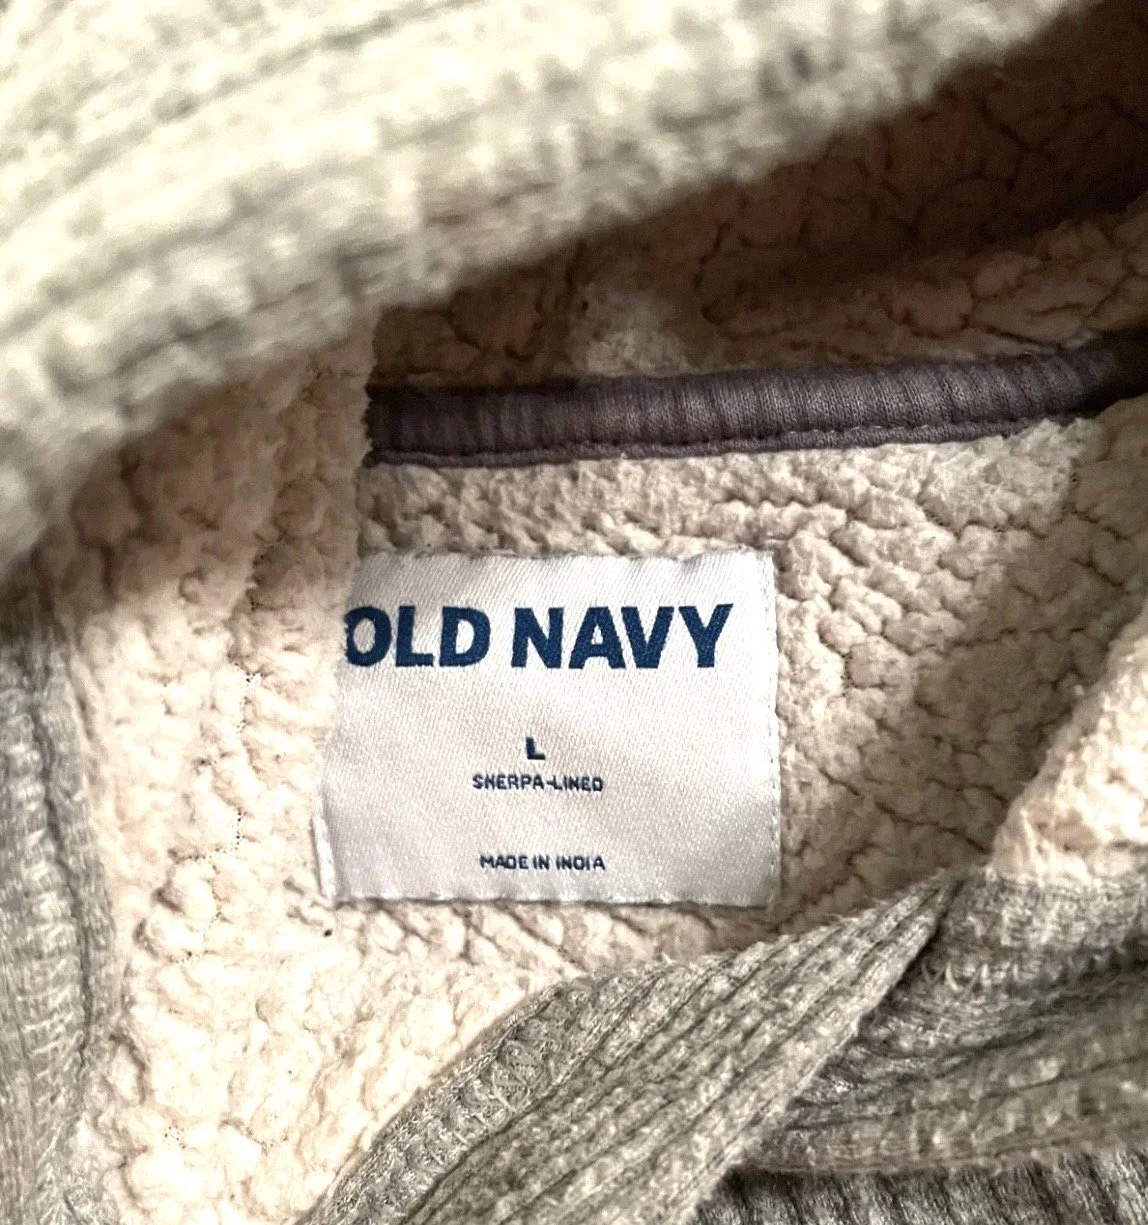 OLD NAVY
L
SHERPA-LINED
MADE IN INDIA